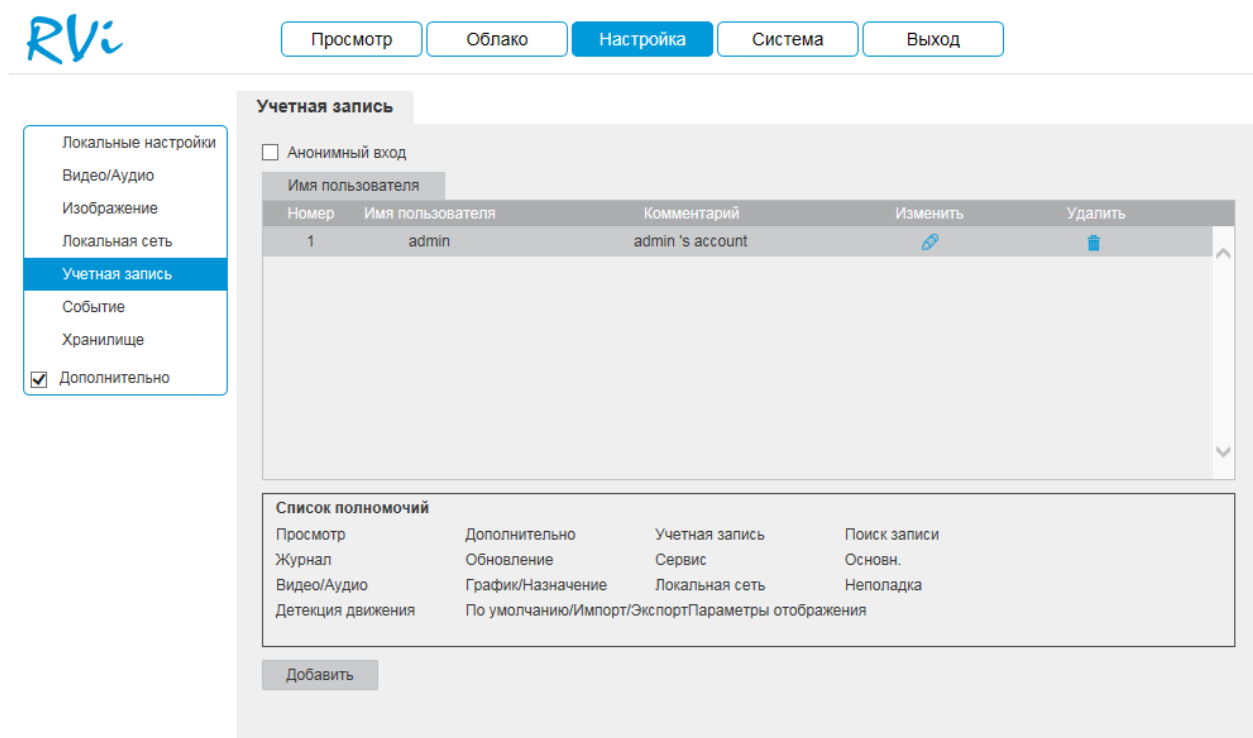 RVi
Просмотр Облако Настройка Система Выход
Учетная запись
Локальные настройки
Видео/Аудио
Изображение
Локальная сеть
Учетная запись
Событие
Хранилище
Дополнительно
Анонимный вход
Имя пользователя
Номер Имя пользователя Комментарий Изменить Удалить
1 admin admin 's account
Список полномочий
Просмотр Дополнительно Учетная запись Поиск записи
Журнал Обновление Сервис Основн.
Видео/Аудио График/Назначение Локальная сеть Неполадка
Детекция движения По умолчанию/Импорт/ЭкспортПараметры отображения
Добавить